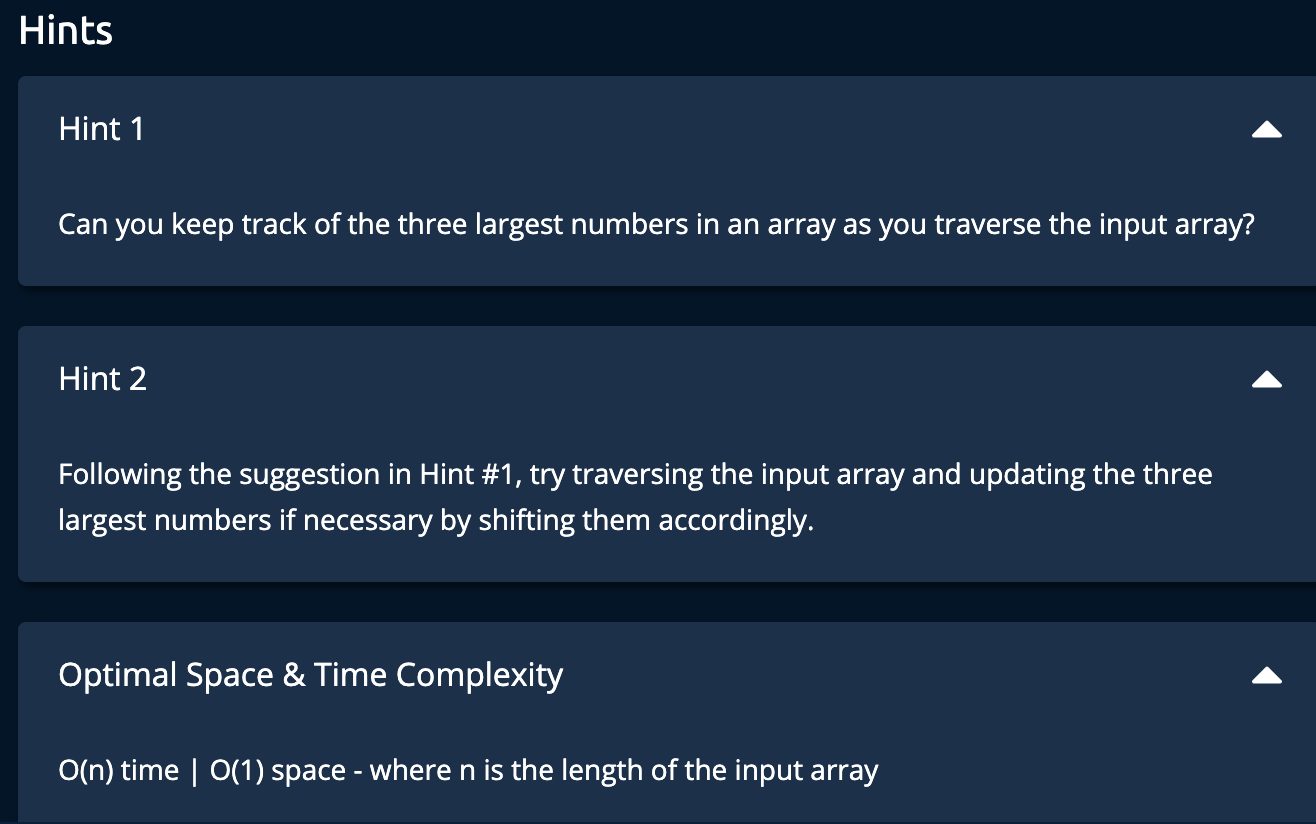 Hints
Hint 1
Can you keep track of the three largest numbers in an array as you traverse the input array?
Hint 2
Following the suggestion in Hint #1, try traversing the input array and updating the three
largest numbers if necessary by shifting them accordingly.
Optimal Space & Time Complexity
O(n) time | O(1) space - where n is the length of the input array